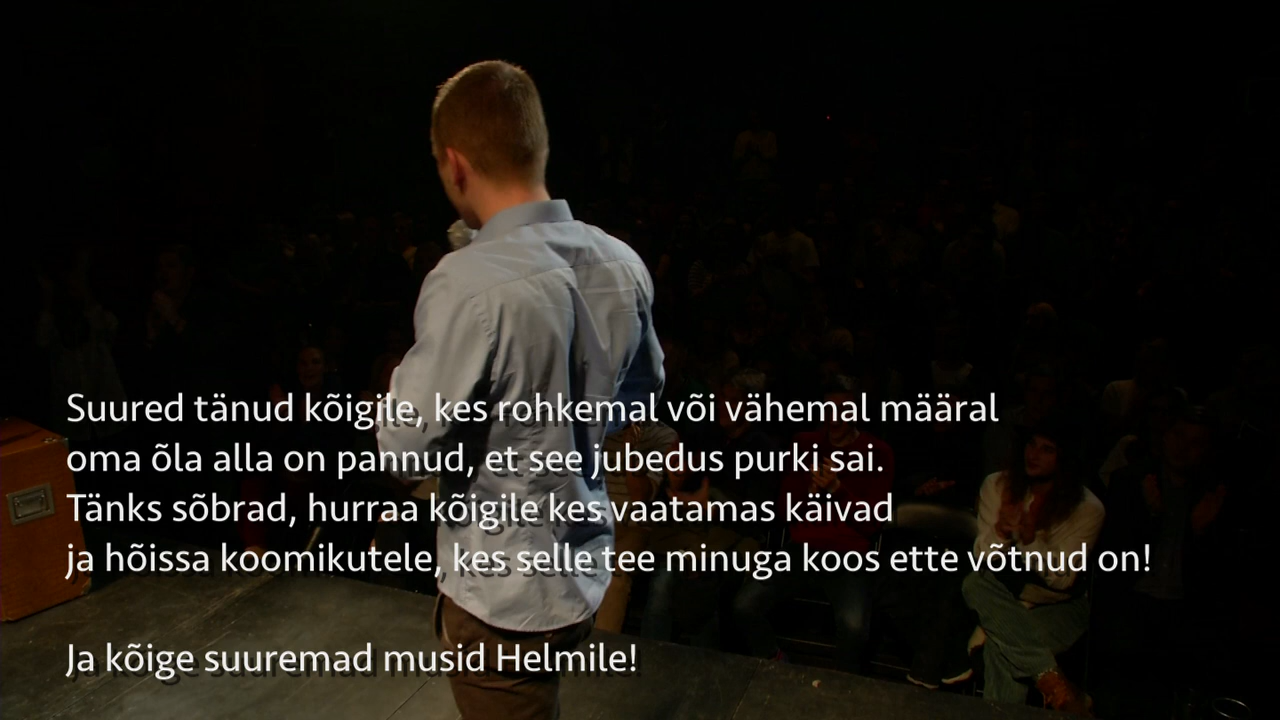 Suured tänud kõigile, kes rohkemal või vähemal määral
oma õla alla on pannud, et see jubedus purki sai.
Tänks sõbrad, hurraa kõigile kes vaatamas käivad
ja hõissa koomikutele, kes selle tee minuga koos ette võtnud on!
Ja kõige suuremad musid Helmile!